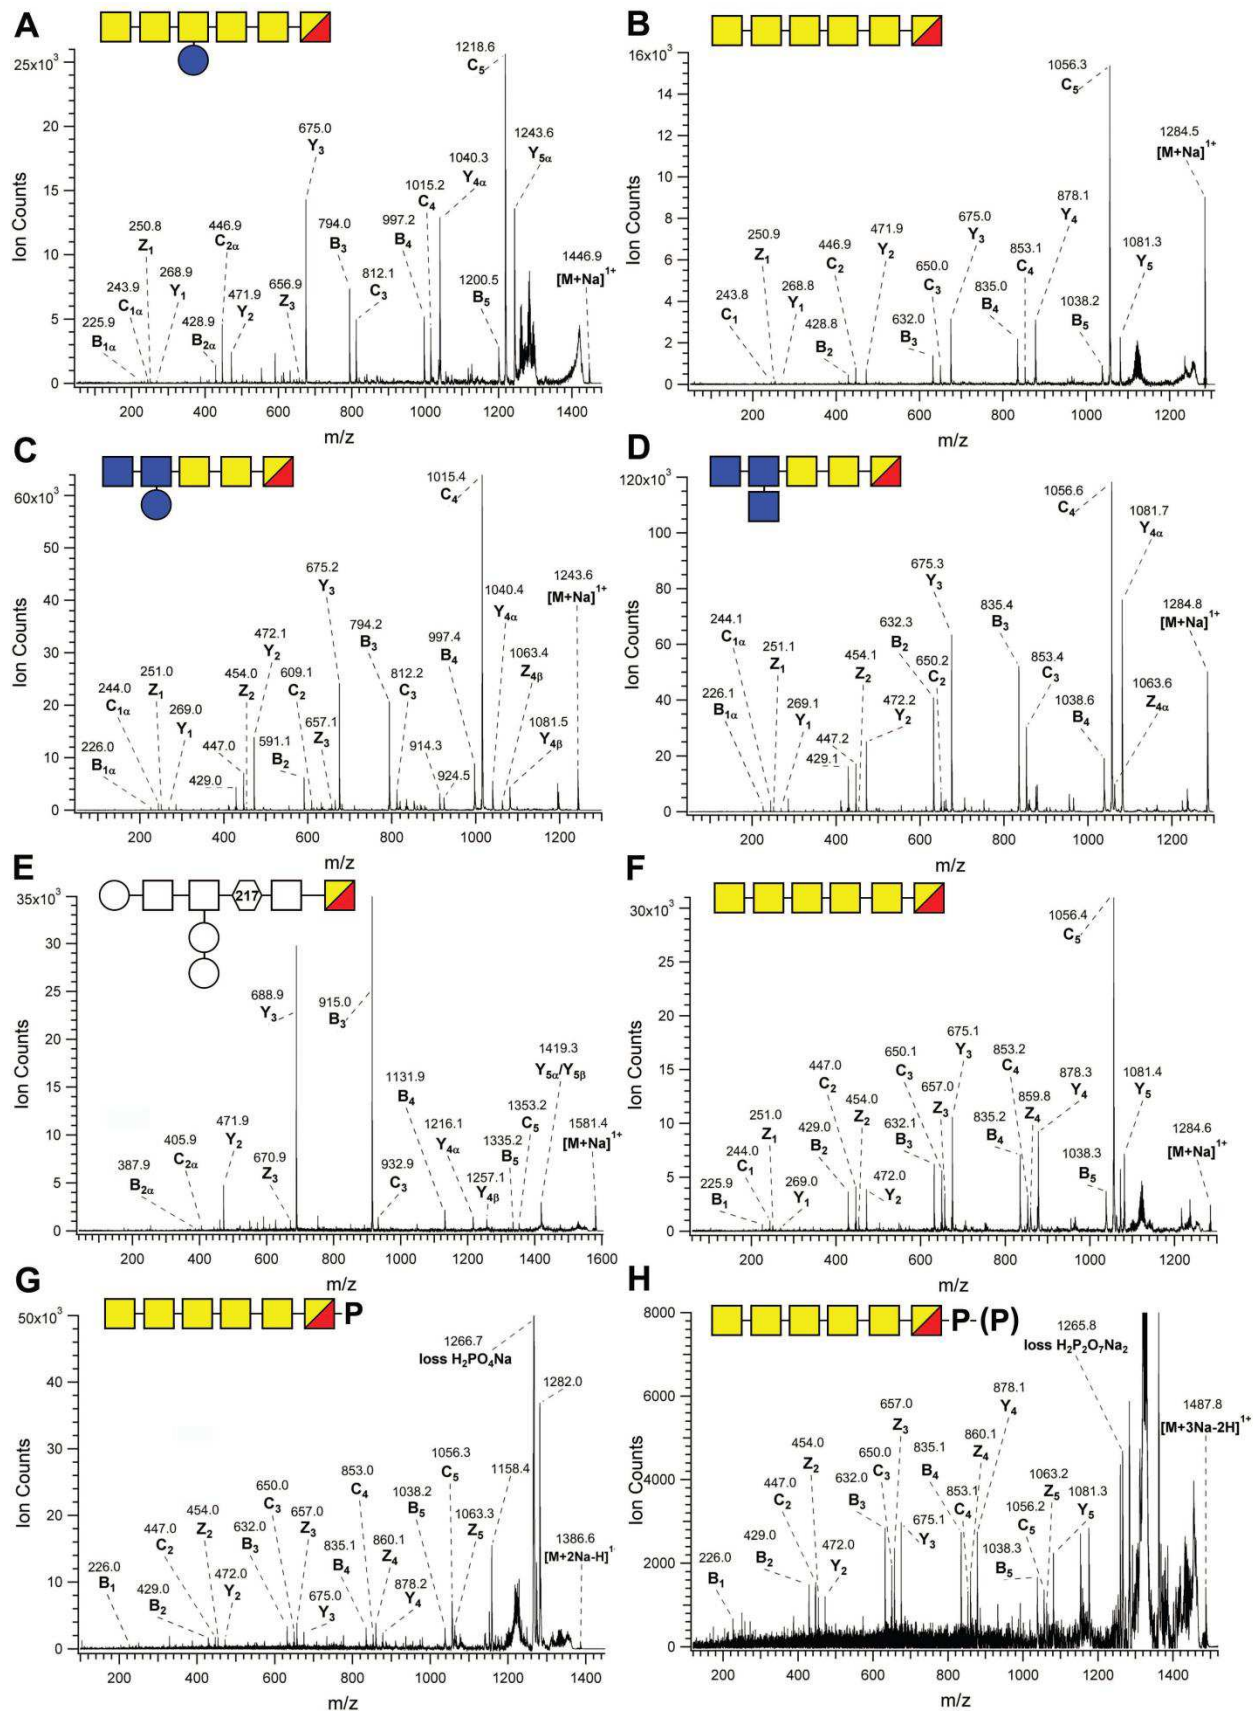 A
25x10³
20
15
10
5
0
Ion Counts
200 400 600 800 1000 1200 1400
m/z
225.9
B1α
243.9
C1α
250.8
Z1
268.9
Y1
428.9
B2α
446.9
C2α
471.9
Y2
656.9
Z3
675.0
Y3
794.0
B3
812.1
C3
997.2
B4
1015.2
C4
1040.3
Y4α
1200.5
B5
1218.6
C5
1243.6
Y5α
1446.9
[M+Na]¹⁺
B
16x10³
14
12
10
8
6
4
2
0
Ion Counts
200 400 600 800 1000 1200
m/z
243.8
C1
250.9
Z1
268.8
Y1
428.8
B2
446.9
C2
471.9
Y2
632.0
B3
650.0
C3
675.0
Y3
835.0
B4
853.1
C4
878.1
Y4
1038.2
B5
1056.3
C5
1081.3
Y5
1284.5
[M+Na]¹⁺
C
60x10³
50
40
30
20
10
0
Ion Counts
200 400 600 800 1000 1200
m/z
226.0
B1α
244.0
C1α
251.0
Z1
269.0
Y1
429.0
447.0
454.0
Z2
472.1
Y2
591.1
B2
609.1
C2
657.1
Z3
675.2
Y3
794.2
B3
812.2
C3
914.3
924.5
997.4
B4
1015.4
C4
1040.4
Y4α
1063.4
Z4β
1081.5
Y4β
1243.6
[M+Na]¹⁺
D
120x10³
100
80
60
40
20
0
Ion Counts
200 400 600 800 1000 1200
m/z
226.1
B1α
244.1
C1α
251.1
Z1
269.1
Y1
429.1
447.2
454.1
Z2
472.2
Y2
632.3
B2
650.2
C2
675.3
Y3
835.4
B3
853.4
C3
1038.6
B4
1056.6
C4
1063.6
Z4α
1081.7
Y4α
1284.8
[M+Na]¹⁺
E
217
35x10³
30
25
20
15
10
5
0
Ion Counts
200 400 600 800 1000 1200 1400 1600
m/z
387.9
B2α
405.9
C2α
471.9
Y2
670.9
Z3
688.9
Y3
915.0
B3
932.9
C3
1131.9
B4
1216.1
Y4α
1257.1
Y4β
1335.2
B5
1353.2
C5
1419.3
Y5α/Y5β
1581.4
[M+Na]¹⁺
F
30x10³
25
20
15
10
5
0
Ion Counts
200 400 600 800 1000 1200
m/z
225.9
B1
244.0
C1
251.0
Z1
269.0
Y1
429.0
B2
447.0
C2
454.0
Z2
472.0
Y2
632.1
B3
650.1
C3
657.0
Z3
675.1
Y3
835.2
B4
853.2
C4
859.8
Z4
878.3
Y4
1038.3
B5
1056.4
C5
1081.4
Y5
1284.6
[M+Na]¹⁺
G
P
50x10³
40
30
20
10
0
Ion Counts
200 400 600 800 1000 1200 1400
m/z
226.0
B1
429.0
B2
447.0
C2
454.0
Z2
472.0
Y2
632.0
B3
650.0
C3
657.0
Z3
675.0
Y3
835.1
B4
853.0
C4
860.1
Z4
878.2
Y4
1038.2
B5
1056.3
C5
1063.3
Z5
1158.4
1266.7
loss H2PO4Na
1282.0
1386.6
[M+2Na-H]¹
H
P-(P)
8000
6000
4000
2000
0
Ion Counts
200 400 600 800 1000 1200 1400
m/z
226.0
B1
429.0
B2
447.0
C2
454.0
Z2
472.0
Y2
632.0
B3
650.0
C3
657.0
Z3
675.1
Y3
835.1
B4
853.1
C4
860.1
Z4
878.1
Y4
1038.3
B5
1056.2
C5
1063.2
Z5
1081.3
Y5
1265.8
loss H2P2O7Na2
1487.8
[M+3Na-2H]¹⁺